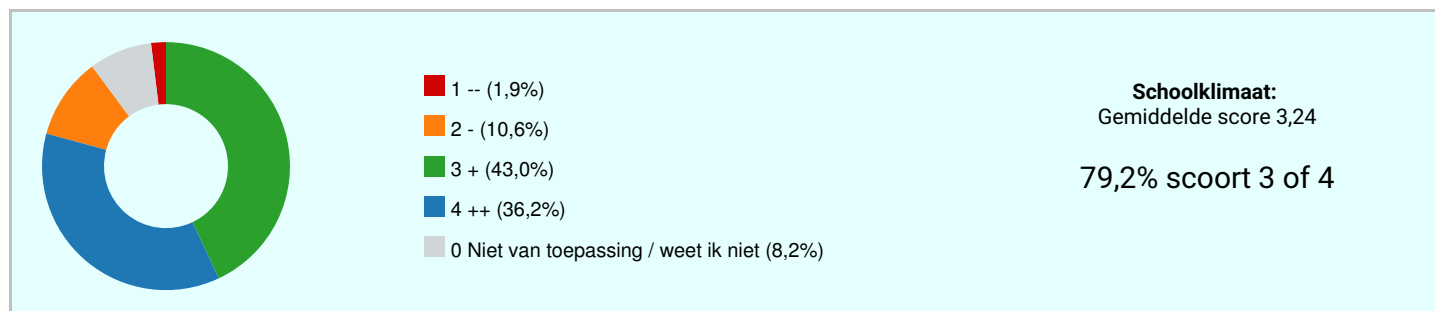 1 -- (1,9%)
2 - (10,6%)
3 + (43,0%)
4 ++ (36,2%)
0 Niet van toepassing / weet ik niet (8,2%)
Schoolklimaat:
Gemiddelde score 3,24
79,2% scoort 3 of 4